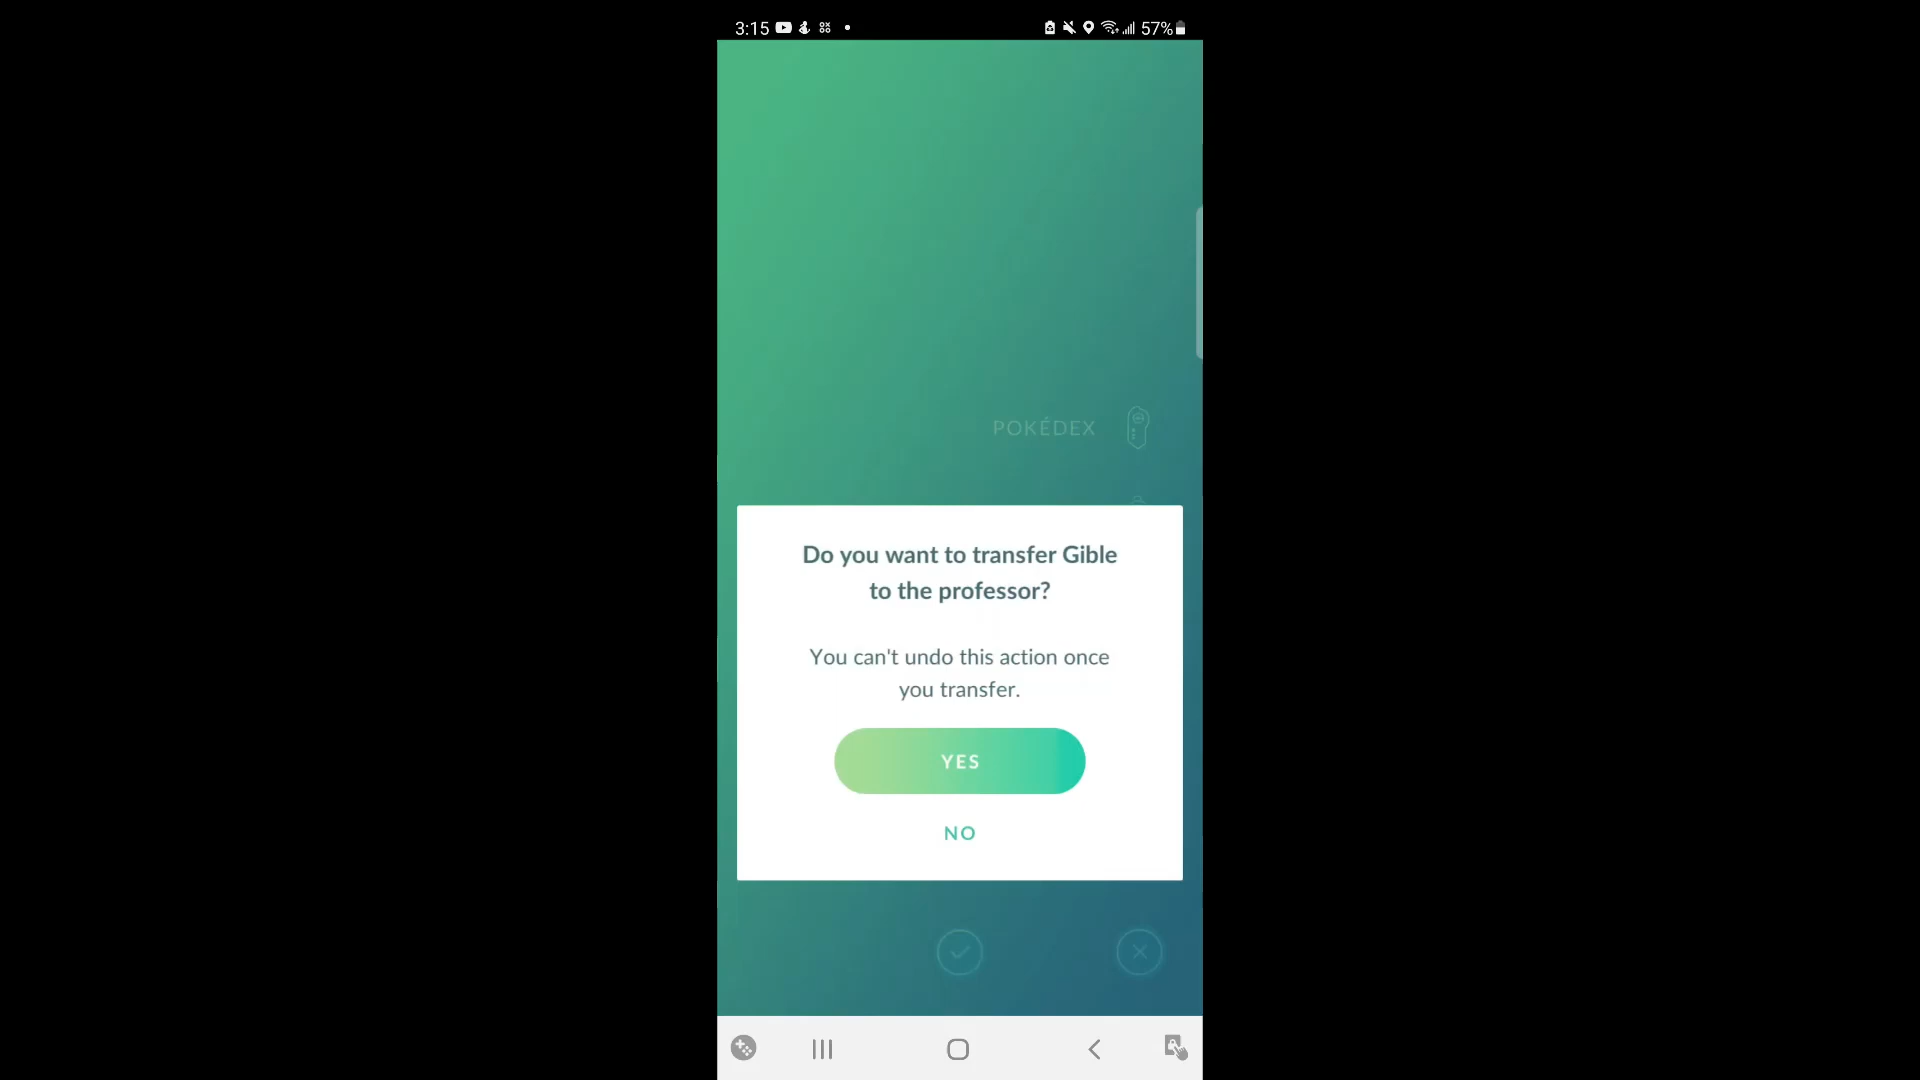 3:15
57%
POKÉDEX
Do you want to transfer Gible
to the professor?
You can't undo this action once
you transfer.
YES
NO